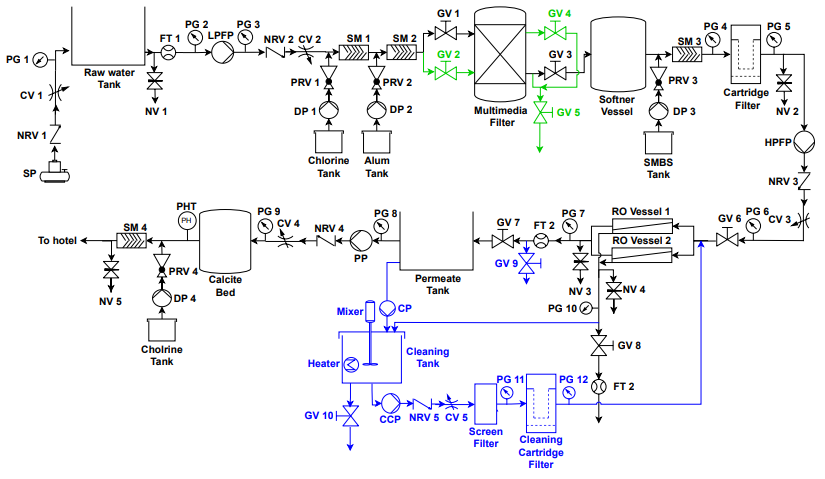 GV 1
GV 4
PG 2
PG 3
FT 1
LPFP
NRV 2
CV 2
SM 1
SM 2
SM 3
PG 4
PG 5
PG 1
Raw water
Tank
GV 2
GV 3
CV 1
NV 1
PRV 1
PRV 2
PRV 3
Softner
Vessel
Cartridge
Filter
NV 2
DP 1
DP 2
Multimedia
Filter
GV 5
DP 3
NRV 1
HPFP
SP
Chlorine
Tank
Alum
Tank
SMBS
Tank
NRV 3
PHT
PH
PG 9
CV 4
NRV 4
PG 8
GV 7
FT 2
PG 7
RO Vessel 1
RO Vessel 2
GV 6
PG 6
CV 3
SM 4
To hotel
PP
PRV 4
GV 9
NV 5
DP 4
Calcite
Bed
Permeate
Tank
NV 3
NV 4
Mixer
CP
PG 10
Cholrine
Tank
Cleaning
Tank
GV 8
Heater
PG 11
PG 12
FT 2
GV 10
CCP
NRV 5
CV 5
Screen
Filter
Cleaning
Cartridge
Filter